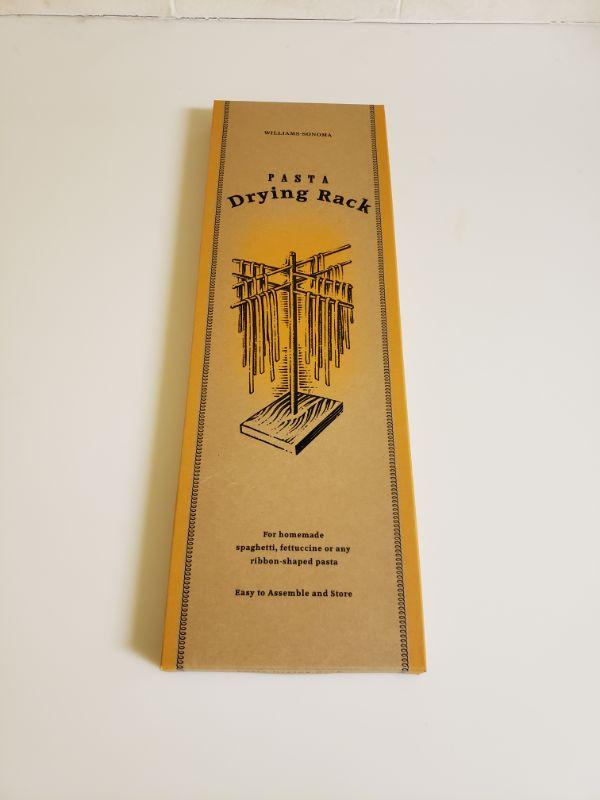 WILLIAMS-SONOMA
PASTA
Drying Rack
For homemade
spaghetti, fettuccine or any
ribbon-shaped pasta
Easy to Assemble and Store